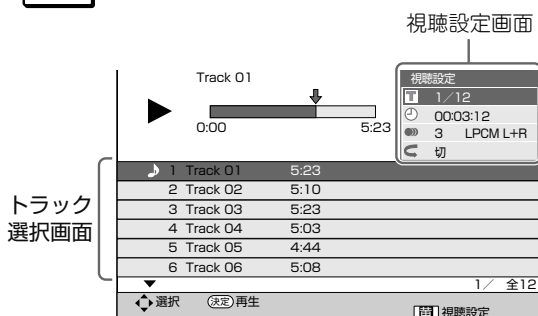 視聴設定画面
Track 01
0:00
5:23
視聴設定
T 1／12
00:03:12
3 LPCM L+R
切
トラック
選択画面
1 Track 01 5:23
2 Track 02 5:10
3 Track 03 5:23
4 Track 04 5:03
5 Track 05 4:44
6 Track 06 5:08
1／ 全12
選択 決定 再生
視聴設定